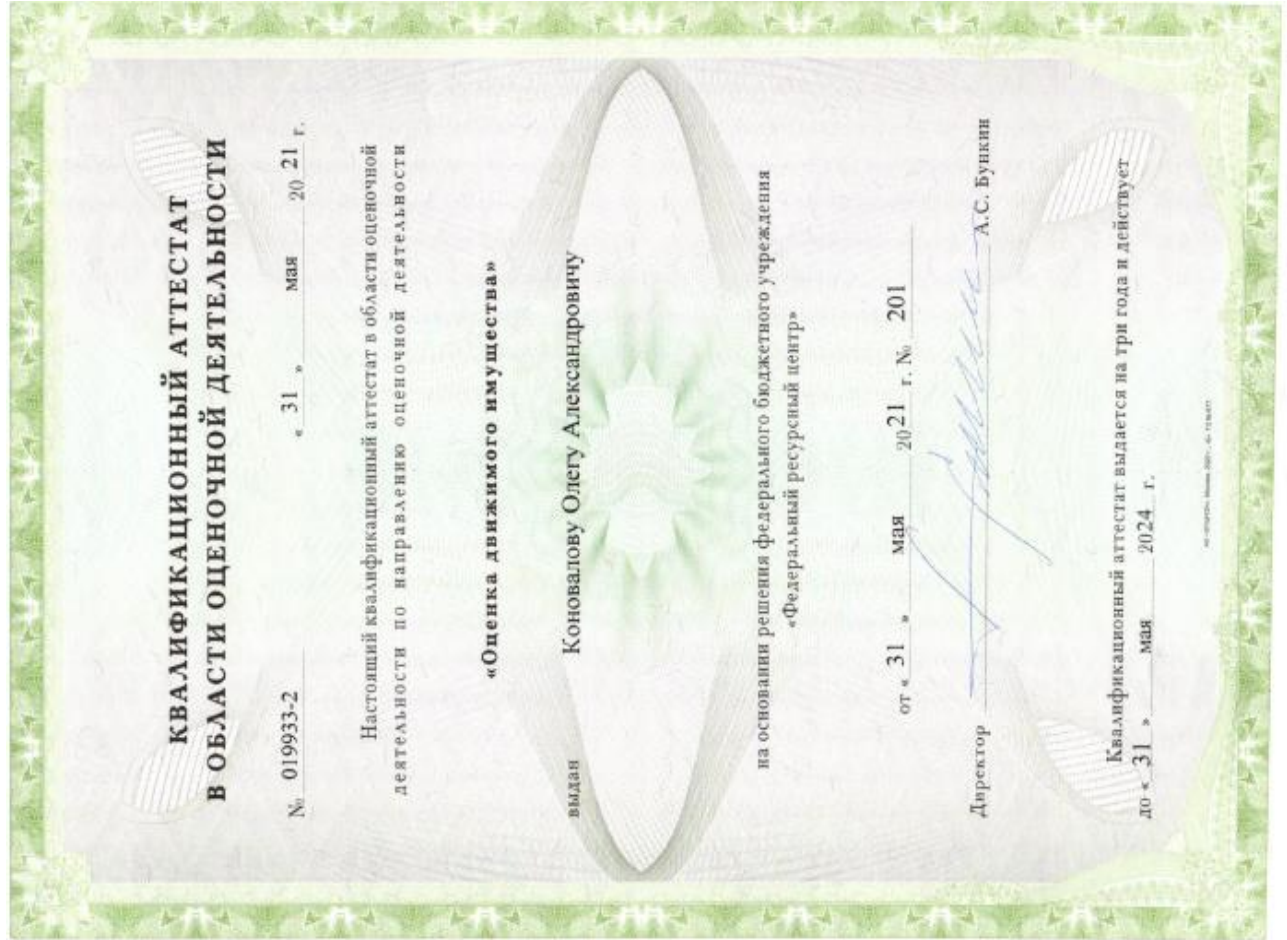 КВАЛИФИКАЦИОННЫЙ АТТЕСТАТ
В ОБЛАСТИ ОЦЕНОЧНОЙ ДЕЯТЕЛЬНОСТИ
№ 019933-2 « 31 » мая 20 21 г.
Настоящий квалификационный аттестат в области оценочной
деятельности по направлению оценочной деятельности
«Оценка движимого имущества»
выдан Коновалову Олегу Александровичу
на основании решения федерального бюджетного учреждения
«Федеральный ресурсный центр»
от « 31 » мая 20 21 г. № 201
Директор А.С. Бункин
Квалификационный аттестат выдается на три года и действует
до « 31 » мая 2024 г.